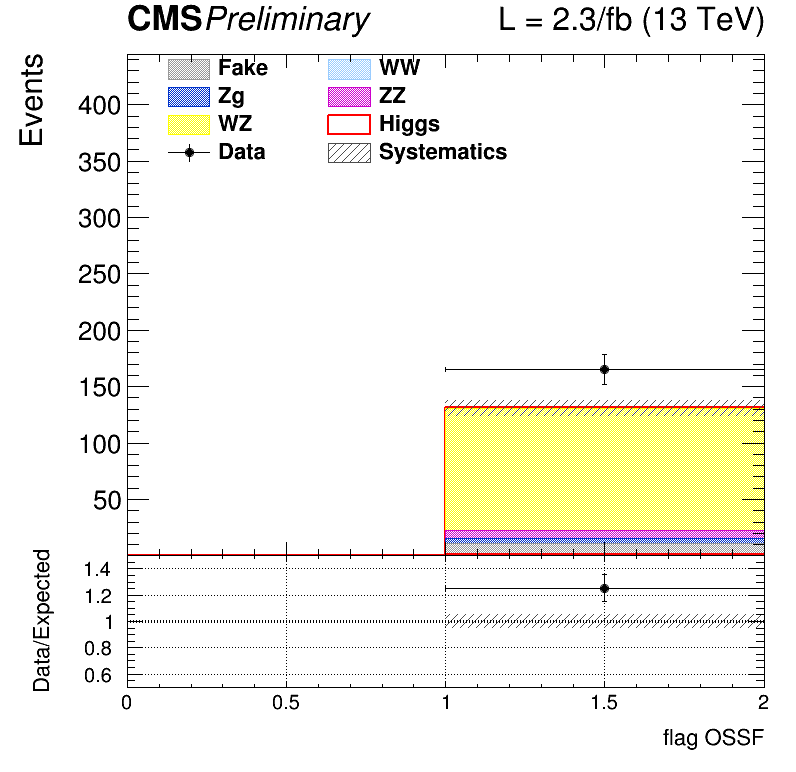 CMS Preliminary L = 2.3/fb (13 TeV)
Events
Fake WW
Zg ZZ
WZ Higgs
Data Systematics
400
350
300
250
200
150
100
50
Data/Expected
1.4
1.2
1
0.8
0.6
0 0.5 1 1.5 2
flag OSSF